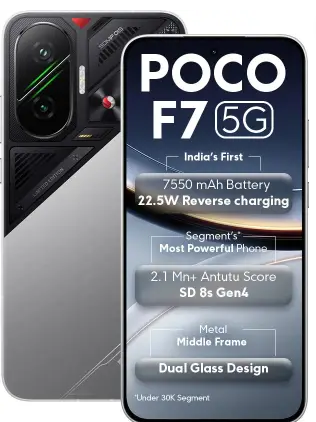 POCO
F7 5G
India's First
7550 mAh Battery
22.5W Reverse charging
Segment's*
Most Powerful Phone
2.1 Mn+ Antutu Score
SD 8s Gen4
Metal
Middle Frame
Dual Glass Design
*Under 30K Segment